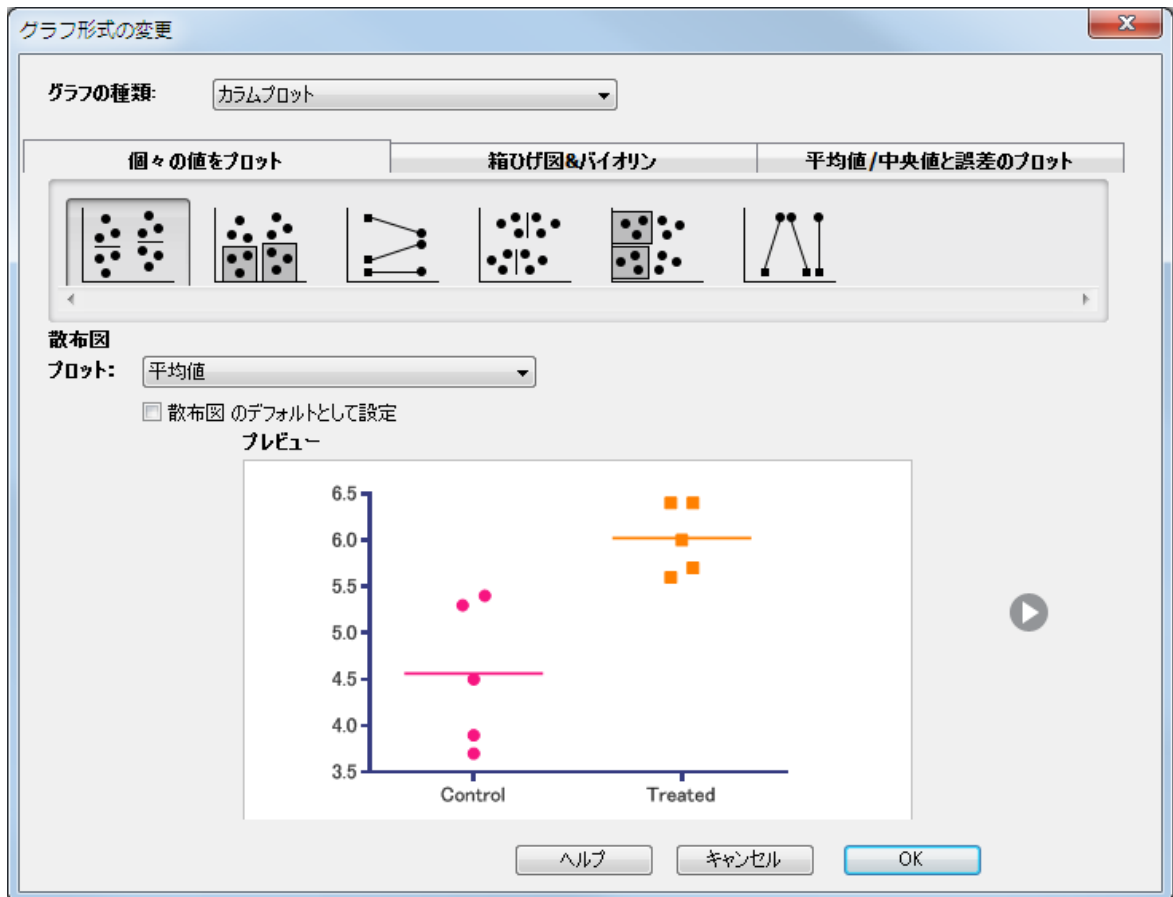 グラフ形式の変更
グラフの種類: カラムプロット
個々の値をプロット 箱ひげ図&バイオリン 平均値/中央値と誤差のプロット
散布図
プロット: 平均値
散布図 のデフォルトとして設定
プレビュー
6.5
6.0
5.5
5.0
4.5
4.0
3.5
Control Treated
ヘルプ キャンセル OK